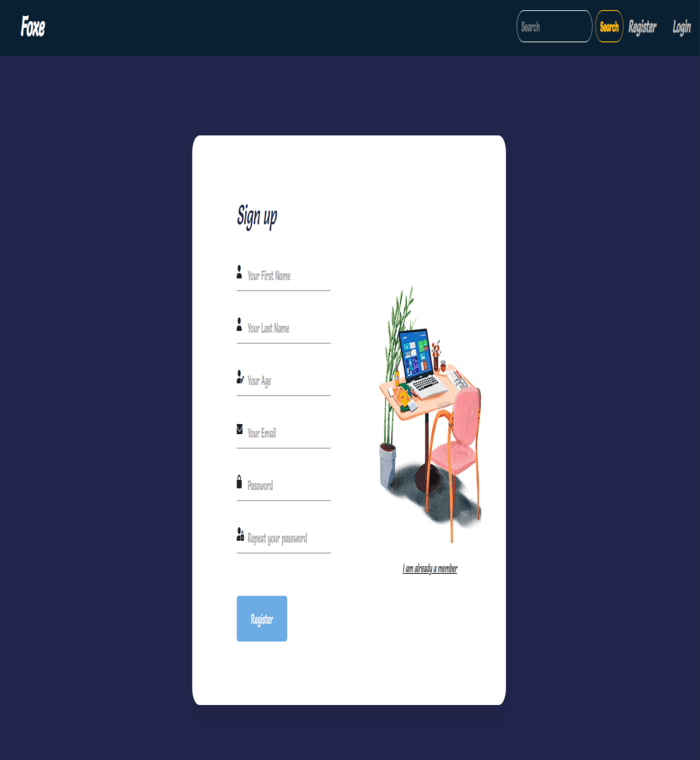 Foxe
Search Search Register Login
Sign up
Your First Name
Your Last Name
Your Age
Your Email
Password
Repeat your password
I am already a member
Register